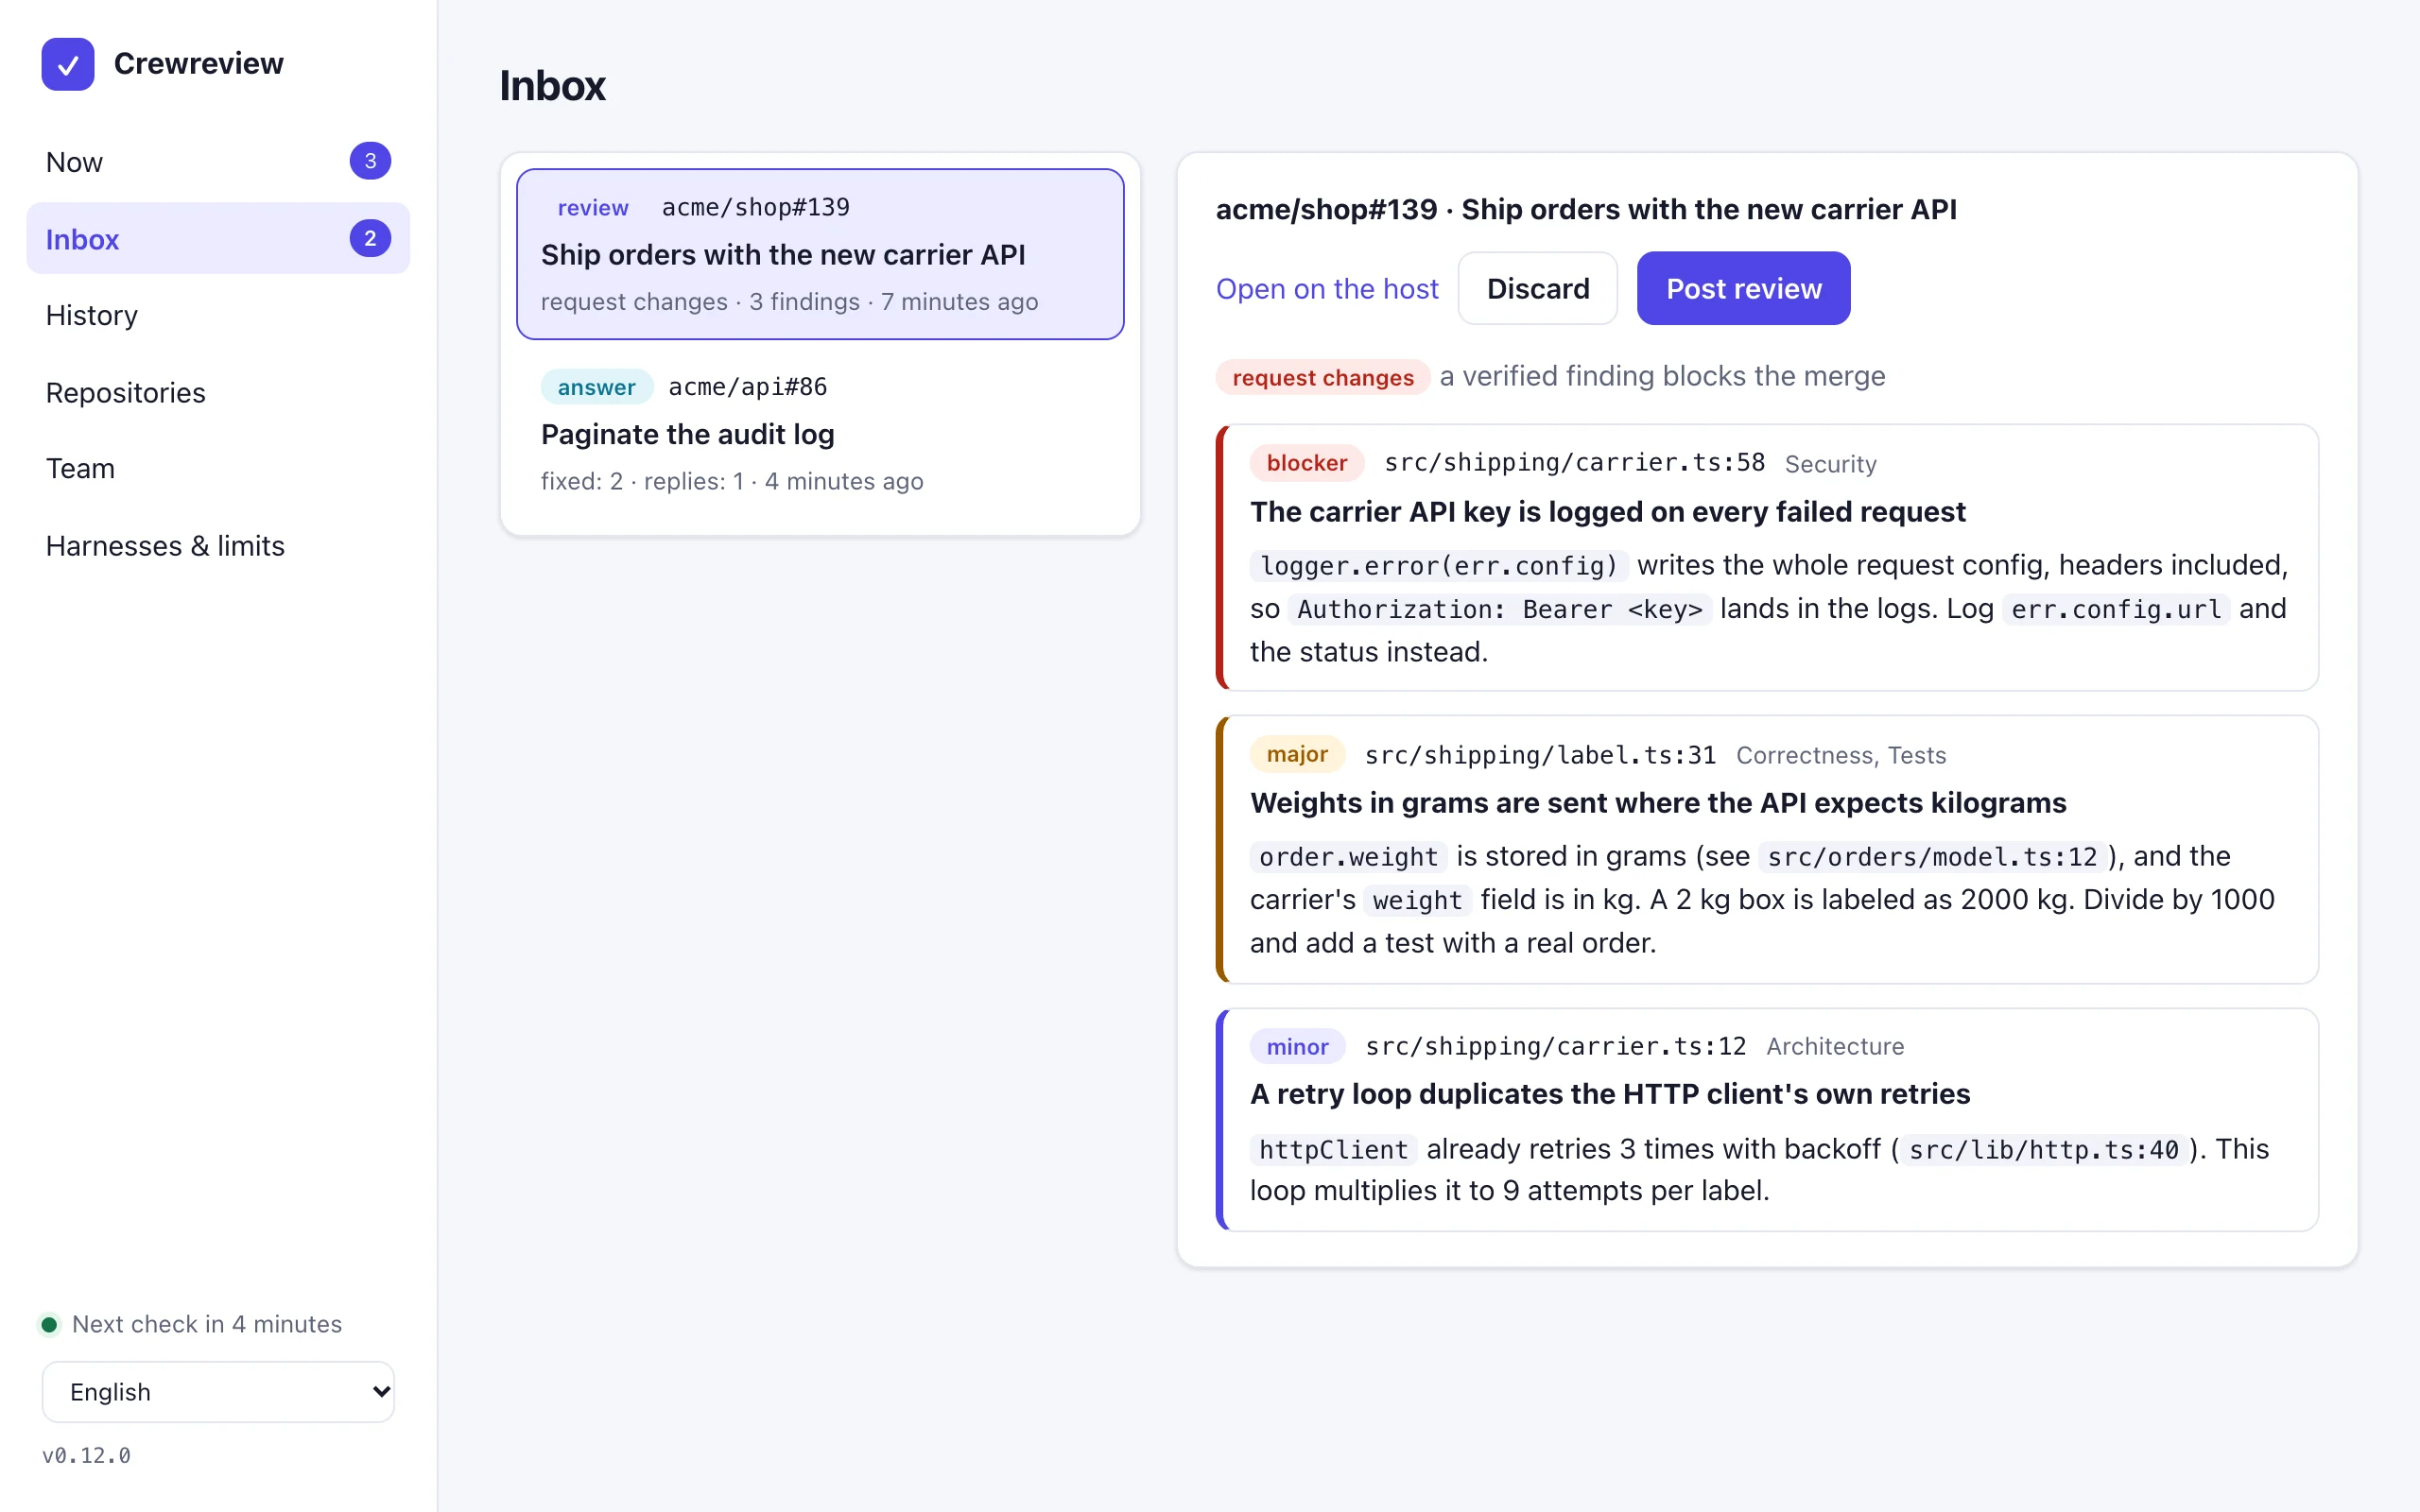 Crewreview
Now 3
Inbox 2
History
Repositories
Team
Harnesses & limits
Next check in 4 minutes
English
v0.12.0
Inbox
review acme/shop#139
Ship orders with the new carrier API
request changes · 3 findings · 7 minutes ago
answer acme/api#86
Paginate the audit log
fixed: 2 · replies: 1 · 4 minutes ago
acme/shop#139 · Ship orders with the new carrier API
Open on the host Discard Post review
request changes a verified finding blocks the merge
blocker src/shipping/carrier.ts:58 Security
The carrier API key is logged on every failed request
logger.error(err.config) writes the whole request config, headers included,
so Authorization: Bearer <key> lands in the logs. Log err.config.url and
the status instead.
major src/shipping/label.ts:31 Correctness, Tests
Weights in grams are sent where the API expects kilograms
order.weight is stored in grams (see src/orders/model.ts:12), and the
carrier's weight field is in kg. A 2 kg box is labeled as 2000 kg. Divide by 1000
and add a test with a real order.
minor src/shipping/carrier.ts:12 Architecture
A retry loop duplicates the HTTP client's own retries
httpClient already retries 3 times with backoff (src/lib/http.ts:40). This
loop multiplies it to 9 attempts per label.